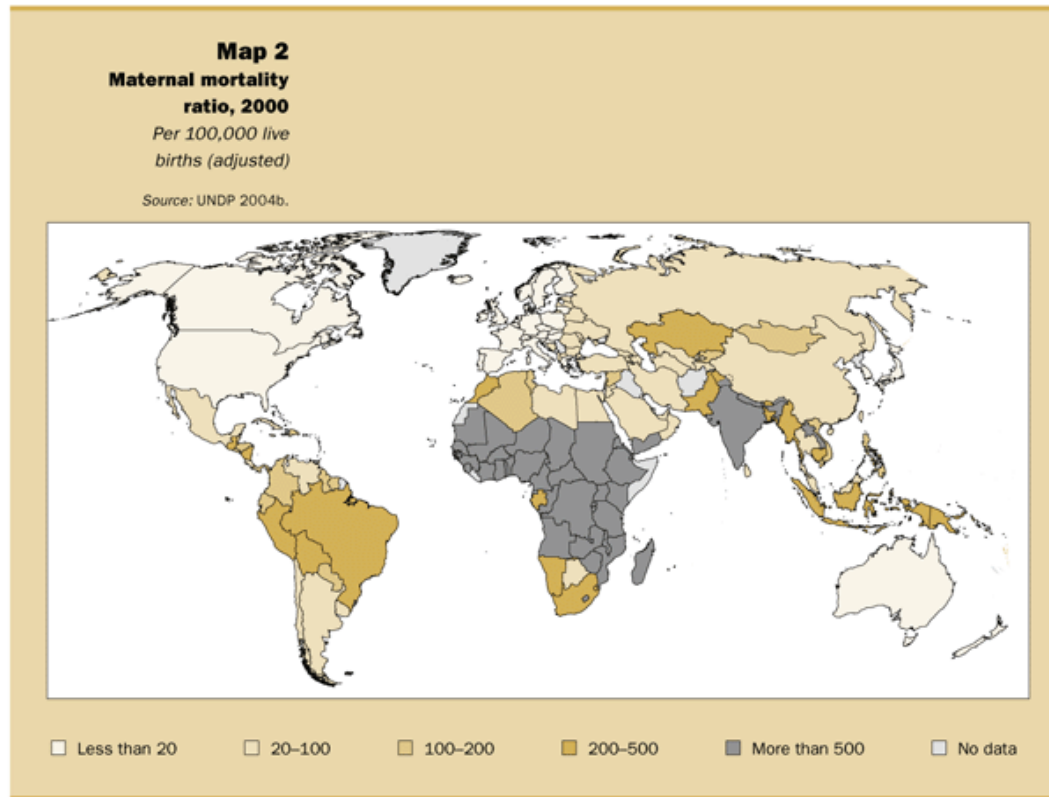 Map 2
Maternal mortality
ratio, 2000
Per 100,000 live
births (adjusted)
Source: UNDP 2004b.
Less than 20
20–100
100–200
200–500
More than 500
No data